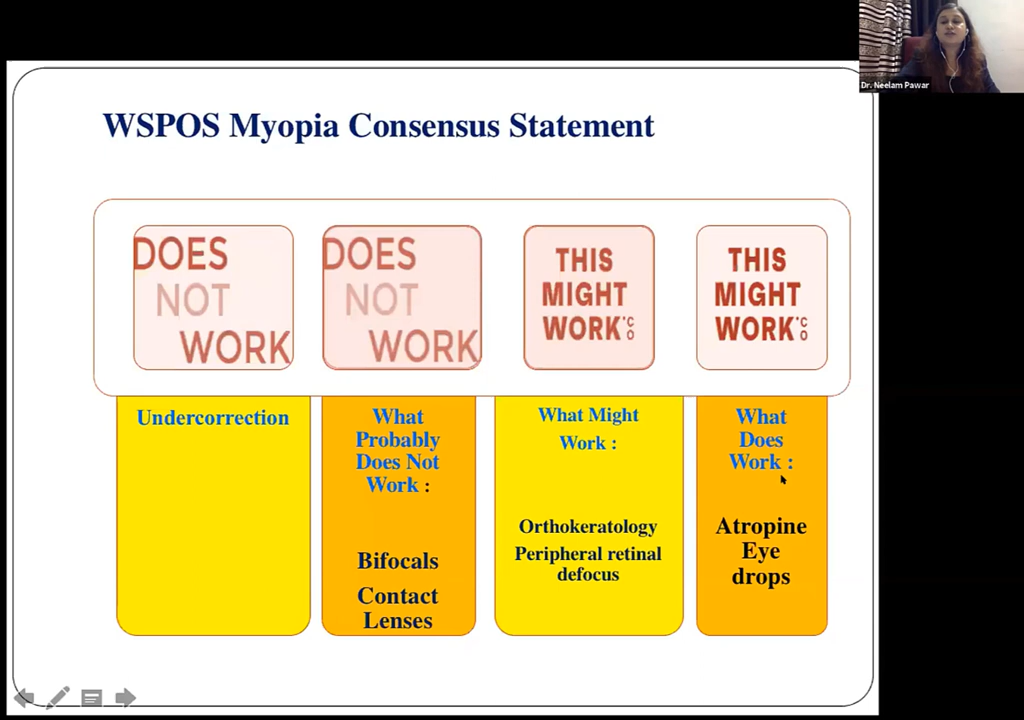 Dr. Neelam Pawar
WSPOS Myopia Consensus Statement
DOES
NOT
WORK
DOES
NOT
WORK
THIS
MIGHT
WORK.CO
THIS
MIGHT
WORK.CO
Undercorrection
What
Probably
Does Not
Work :
Bifocals
Contact
Lenses
What Might
Work :
Orthokeratology
Peripheral retinal
defocus
What
Does
Work :
Atropine
Eye
drops